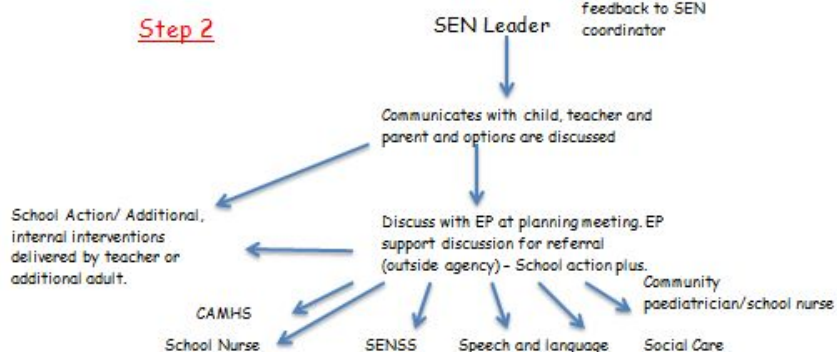 Step 2
SEN Leader
feedback to SEN
coordinator
Communicates with child, teacher and
parent and options are discussed
School Action/ Additional,
internal interventions
delivered by teacher or
additional adult.
Discuss with EP at planning meeting. EP
support discussion for referral
(outside agency) – School action plus.
Community
paediatrician/school nurse
CAMHS
School Nurse
SENSS
Speech and language
Social Care